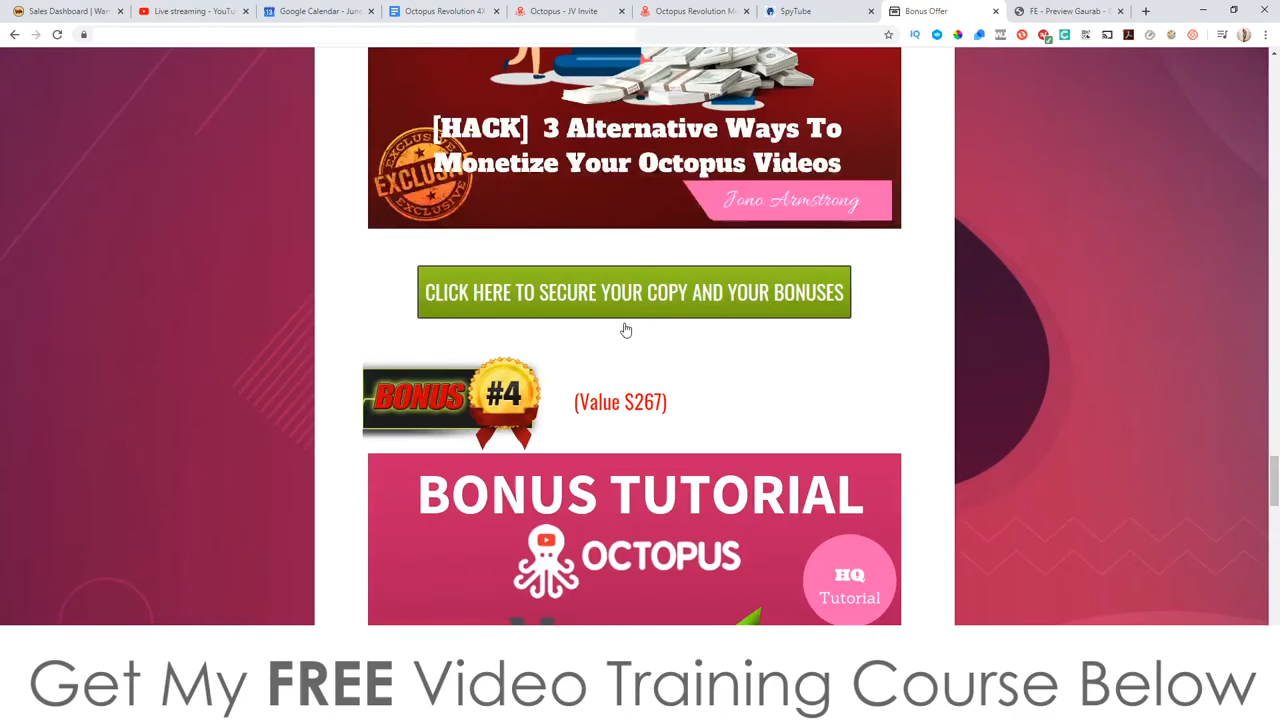 Sales Dashboard | War
Live streaming - YouTu
Google Calendar - June
Octopus Revolution 4X
Octopus - JV Invite
Octopus Revolution Me
SpyTube
Bonus Offer
FE - Preview Gaurab - G
[HACK] 3 Alternative Ways To
Monetize Your Octopus Videos
EXCLUSIVE
Jono Armstrong
CLICK HERE TO SECURE YOUR COPY AND YOUR BONUSES
BONUS #4
(Value $267)
BONUS TUTORIAL
OCTOPUS
HQ
Tutorial
Get My FREE Video Training Course Below